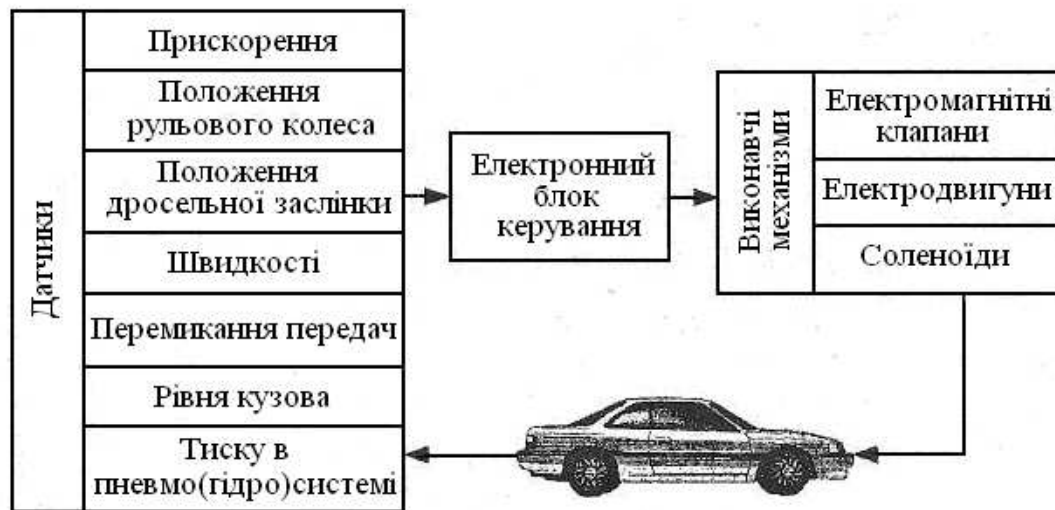 Датчики
Прискорення
Положення
рульового колеса
Положення
дросельної заслінки
Швидкості
Перемикання передач
Рівня кузова
Тиску в
пневмо(гідро)системі
Електронний
блок
керування
Виконавчі
механізми
Електромагнітні
клапани
Електродвигуни
Соленоїди